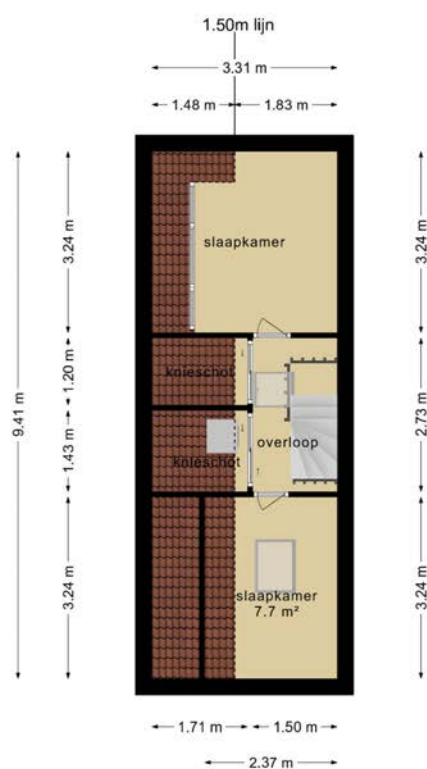 1.50m lijn
3.31 m
1.48 m
1.83 m
3.24 m
3.24 m
slaapkamer
9.41 m
1.20 m
knieschot
2.73 m
overloop
1.43 m
knieschot
3.24 m
3.24 m
slaapkamer
7.7 m²
1.71 m
1.50 m
2.37 m